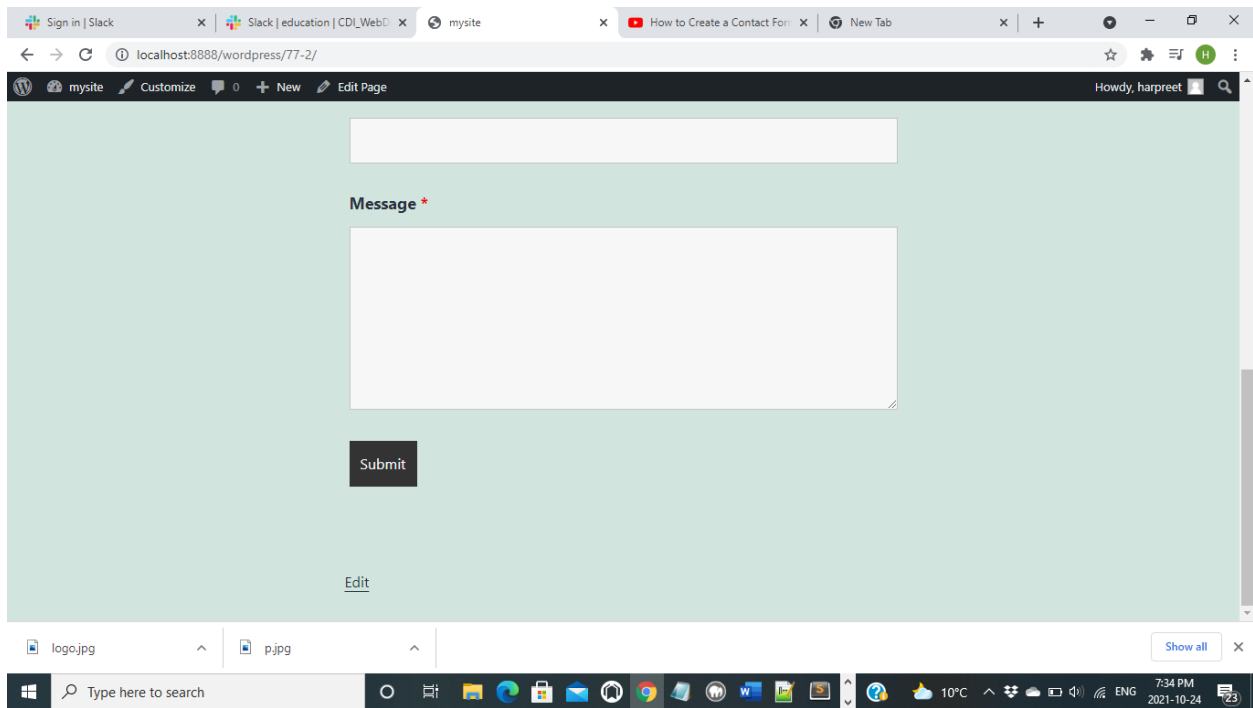 Sign in | Slack
Slack | education | CDI_WebD
mysite
How to Create a Contact For
New Tab
localhost:8888/wordpress/77-2/
H
mysite Customize 0 New Edit Page Howdy, harpreet
Message *
Submit
Edit
logo.jpg p.jpg Show all
Type here to search 10°C ENG 7:34 PM
2021-10-24
23